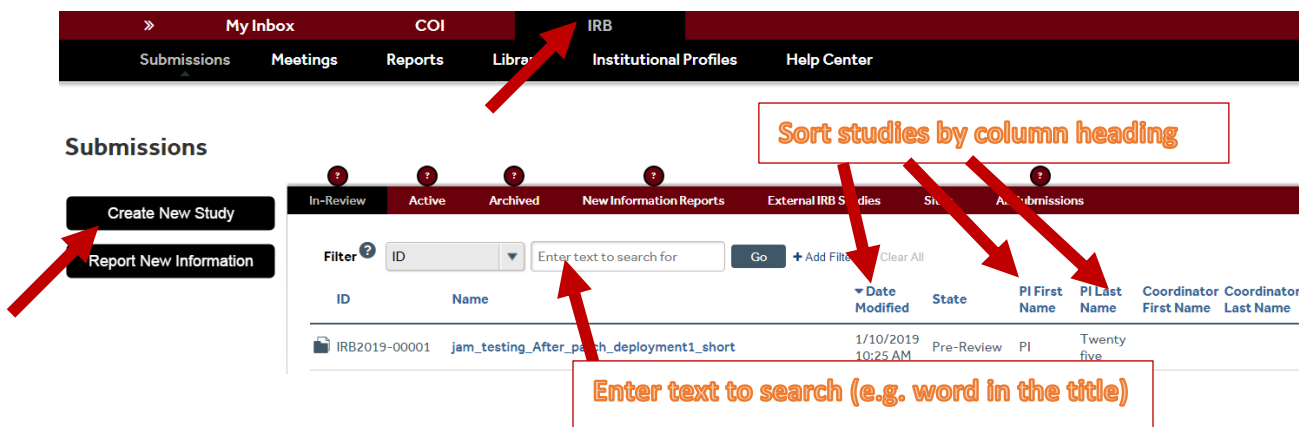 » My Inbox COI IRB
Submissions Meetings Reports Institutional Profiles Help Center
Sort studies by column heading
Submissions
? ? ? ? ?
In-Review Active Archived New Information Reports External IRB Submissions
Create New Study
Filter ? ID Enter text to search for Go + Add Clear All
Report New Information
ID Name Date Modified State PI First Name PI Last Name Coordinator First Name Coordinator Last Name
IRB2019-00001 jam_testing_After_patch_deployment1_short 1/10/2019 10:25 AM Pre-Review PI Twenty five
Enter text to search (e.g. word in the title)